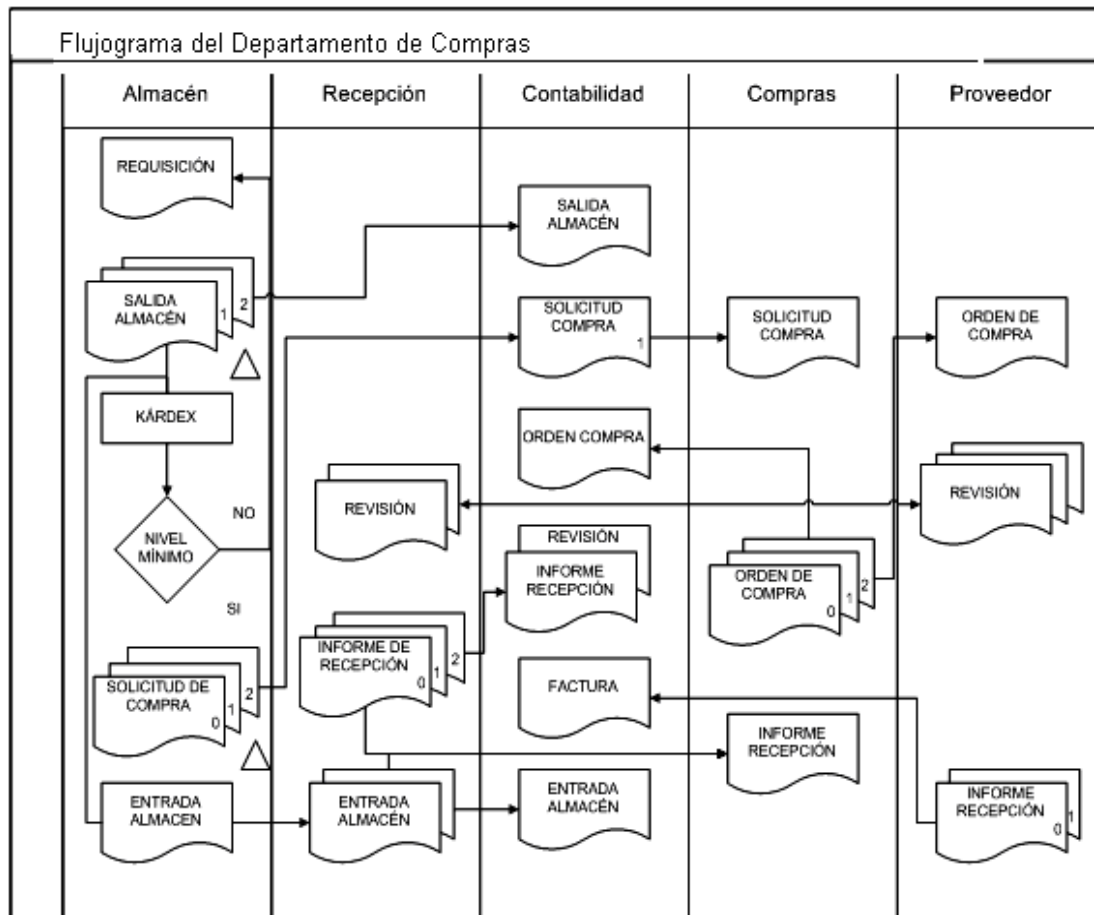 Flujograma del Departamento de Compras
Almacén
Recepción
Contabilidad
Compras
Proveedor
REQUISICIÓN
SALIDA
ALMACÉN
1
2
KÁRDEX
NIVEL
MÍNIMO
NO
SI
SOLICITUD DE
COMPRA
0
1
2
ENTRADA
ALMACEN
REVISIÓN
INFORME DE
RECEPCIÓN
0
1
2
ENTRADA
ALMACÉN
SALIDA
ALMACÉN
SOLICITUD
COMPRA
1
ORDEN COMPRA
REVISIÓN
INFORME
RECEPCIÓN
FACTURA
ENTRADA
ALMACÉN
SOLICITUD
COMPRA
ORDEN DE
COMPRA
0
1
2
INFORME
RECEPCIÓN
ORDEN DE
COMPRA
REVISIÓN
INFORME
RECEPCIÓN
0
1